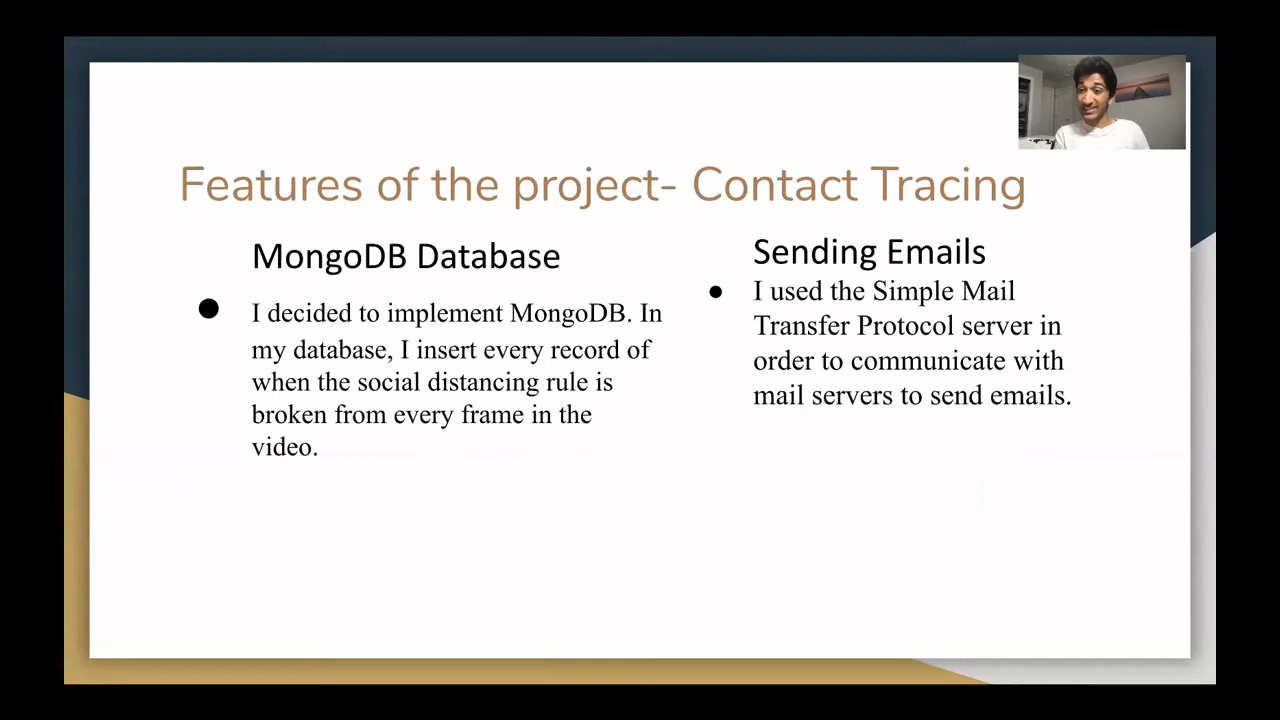 Features of the project- Contact Tracing
MongoDB Database
● I decided to implement MongoDB. In
my database, I insert every record of
when the social distancing rule is
broken from every frame in the
video.
Sending Emails
● I used the Simple Mail
Transfer Protocol server in
order to communicate with
mail servers to send emails.